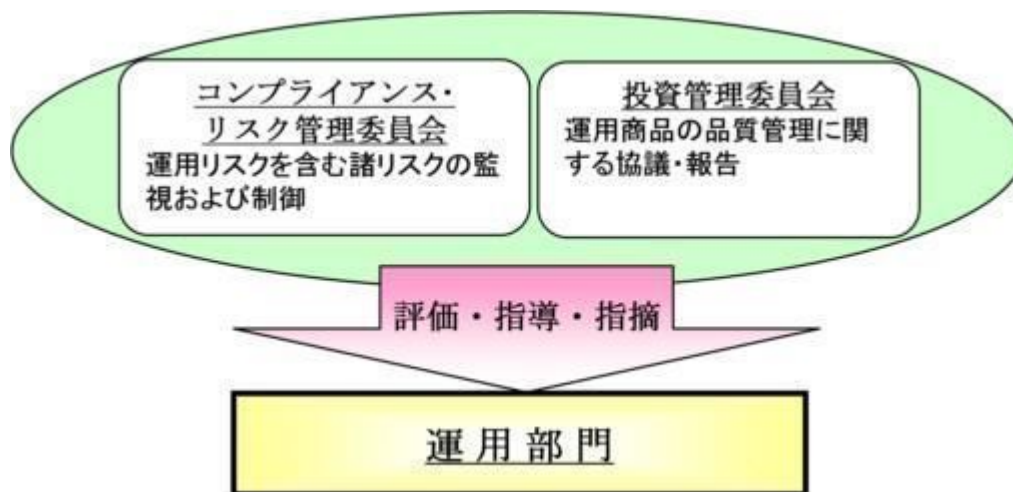 コンプライアンス・
リスク管理委員会
運用リスクを含む諸リスクの監
視および制御
投資管理委員会
運用商品の品質管理に関
する協議・報告
評価・指導・指摘
運用部門